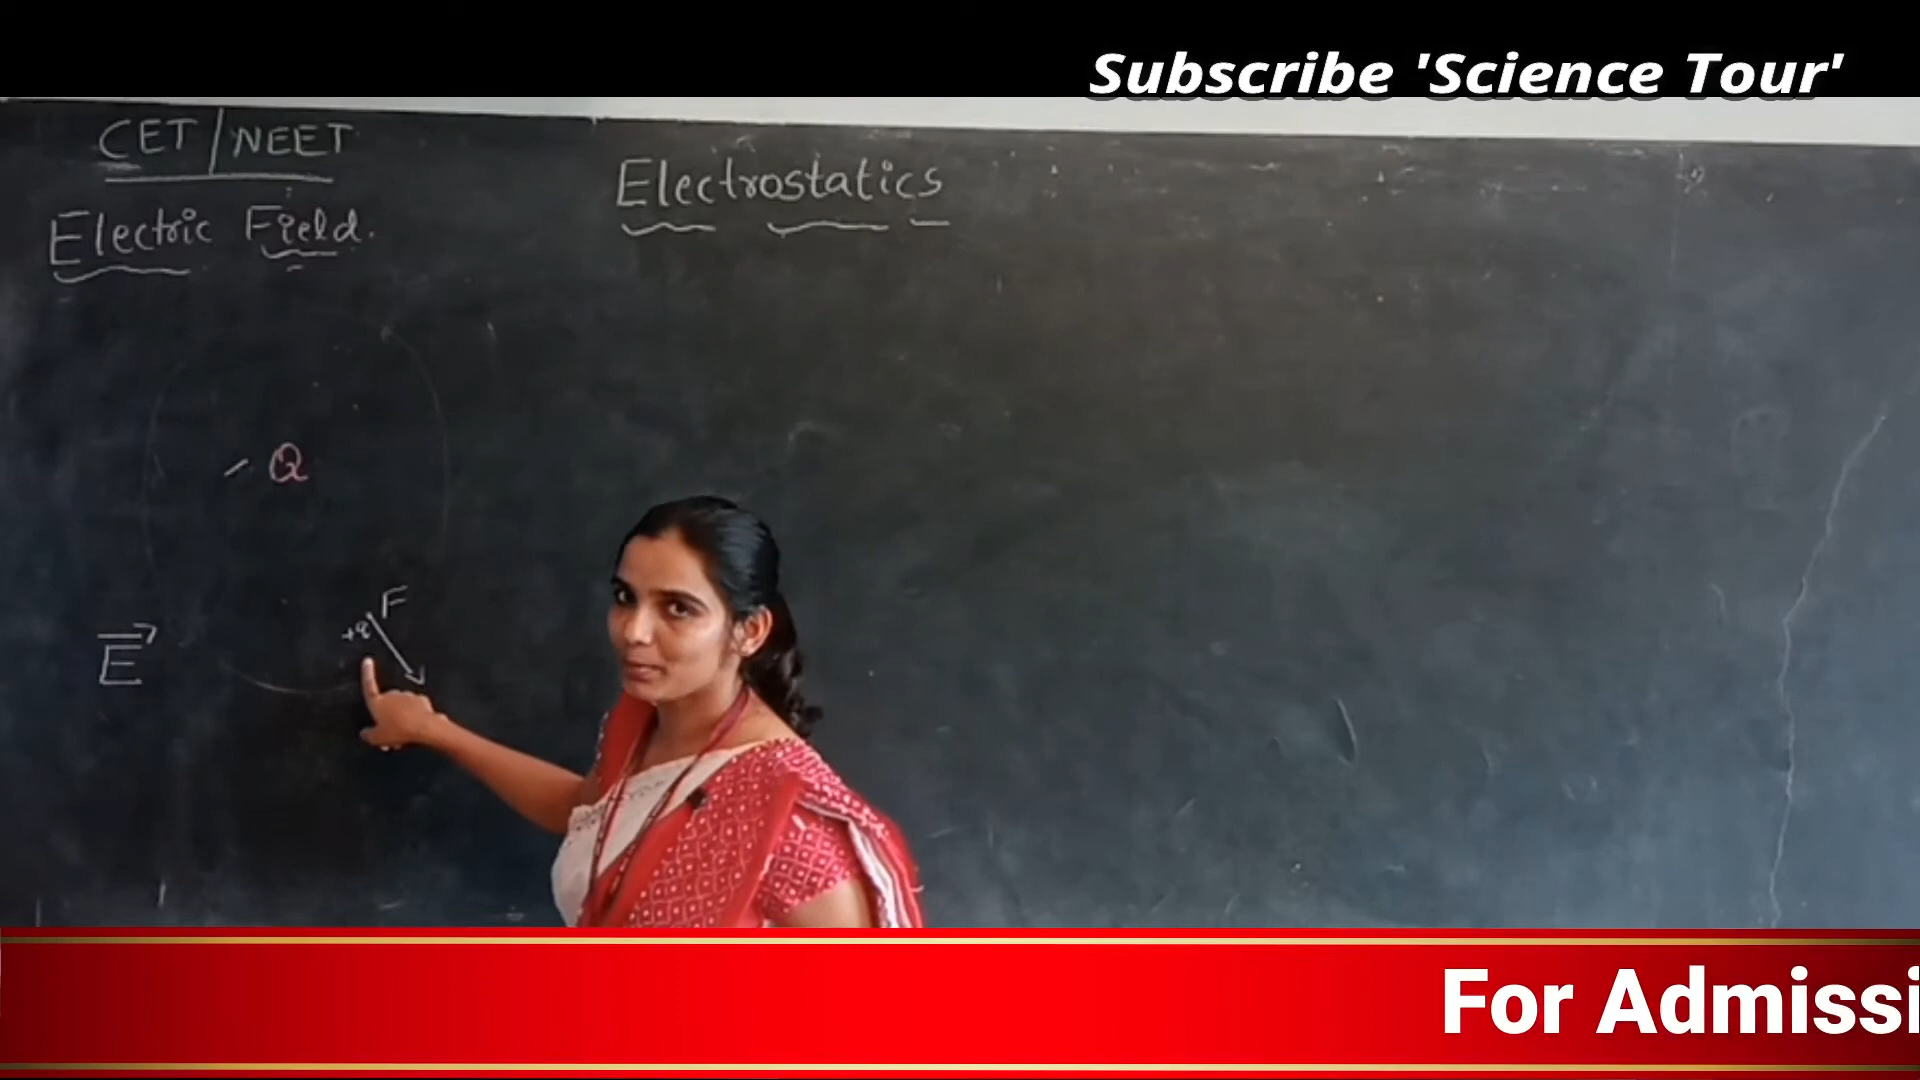 Subscribe 'Science Tour'
CET/NEET
Electrostatics
Electric Field.
- Q
F
+q
E
For Admissi